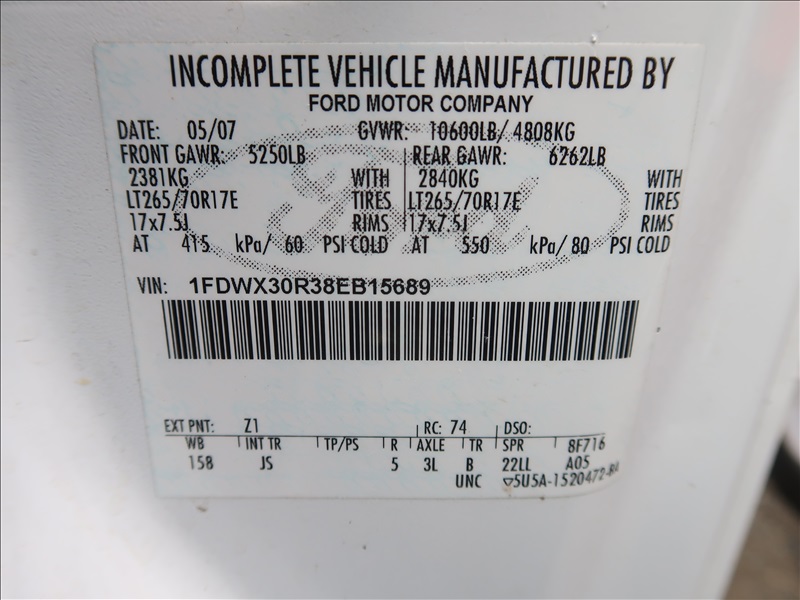 INCOMPLETE VEHICLE MANUFACTURED BY
FORD MOTOR COMPANY
DATE: 05/07 GVWR: 10600LB/ 4808KG
FRONT GAWR: 5250LB REAR GAWR: 6262LB
2381KG WITH 2840KG WITH
LT265/70R17E TIRES LT265/70R17E TIRES
17x7.5J RIMS 17x7.5J RIMS
AT 415 kPa/ 60 PSI COLD AT 550 kPa/ 80 PSI COLD
VIN: 1FDWX30R38EB15689
EXT PNT: Z1 RC: 74 DSO:
WB INT TR TP/PS R AXLE TR SPR 8F716
158 JS 5 3L B 22LL A05
UNC ▽5U5A-1520472-BA